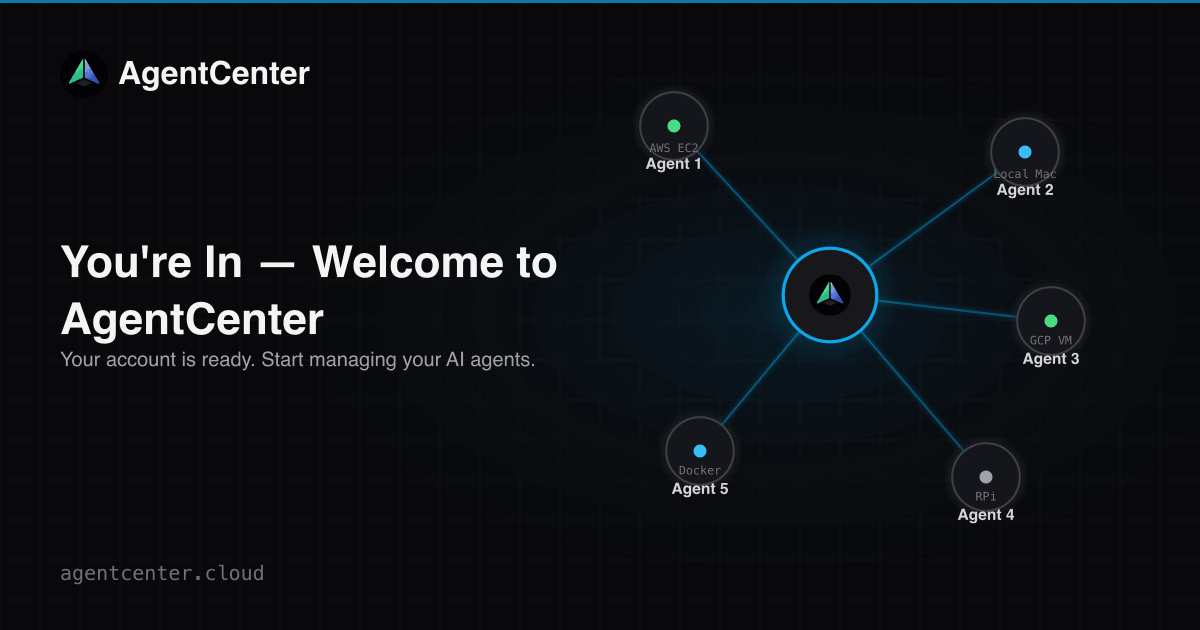 AgentCenter
You're In — Welcome to
AgentCenter
Your account is ready. Start managing your AI agents.
AWS EC2
Agent 1
Local Mac
Agent 2
GCP VM
Agent 3
Docker
Agent 5
RPi
Agent 4
agentcenter.cloud